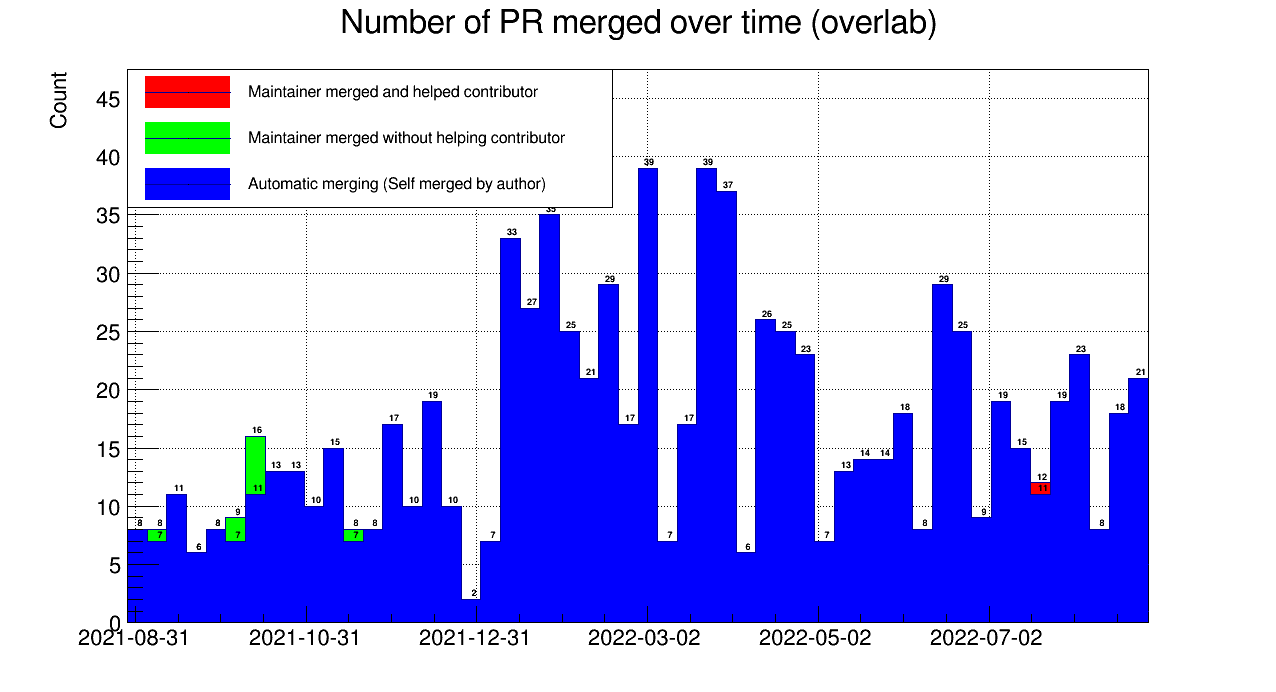 Number of PR merged over time (overlab)
Count
Maintainer merged and helped contributor
Maintainer merged without helping contributor
Automatic merging (Self merged by author)
45
40
35
30
25
20
15
10
5
0
8 8 7 11 6 8 9 7 16 11 13 13 10 15 8 7 8 17 10 19 10 2 7 33 27 35 25 21 29 17 39 7 17 39 37 6 26 25 23 7 13 14 14 18 8 29 25 9 19 15 12 11 19 23 8 18 21
2021-08-31 2021-10-31 2021-12-31 2022-03-02 2022-05-02 2022-07-02